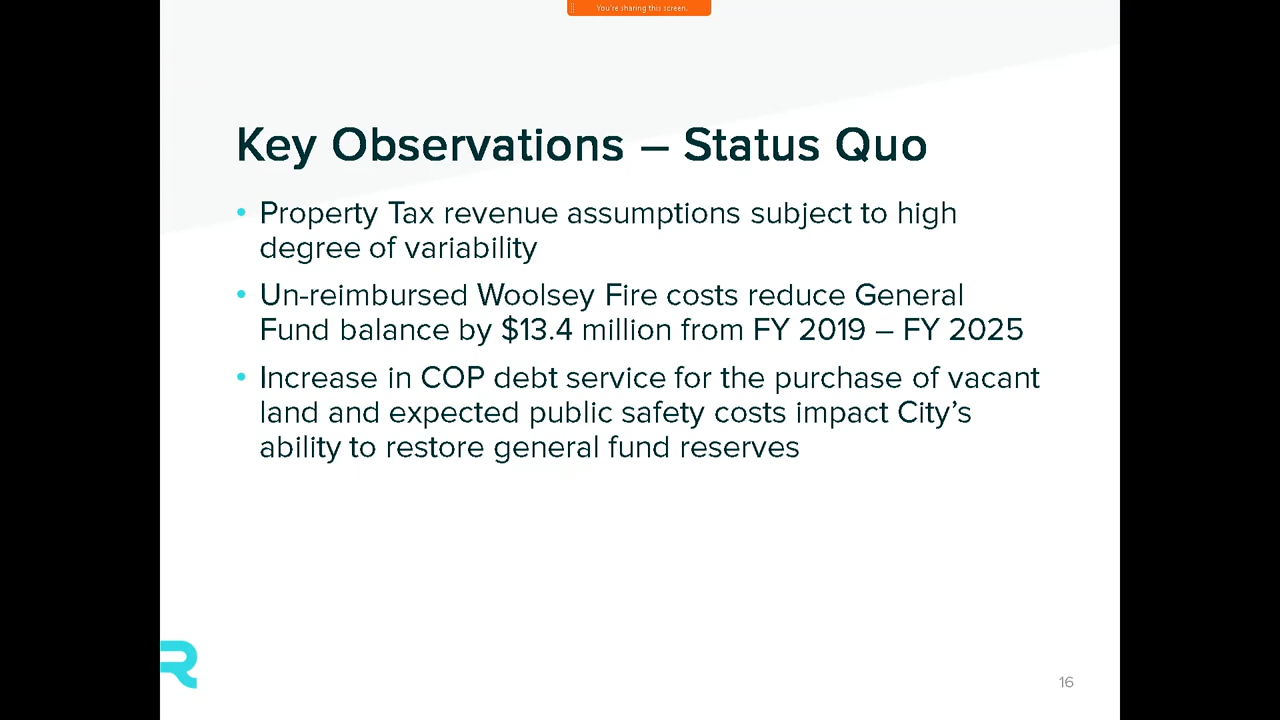 You're sharing this screen.
Key Observations – Status Quo
• Property Tax revenue assumptions subject to high
degree of variability
• Un-reimbursed Woolsey Fire costs reduce General
Fund balance by $13.4 million from FY 2019 – FY 2025
• Increase in COP debt service for the purchase of vacant
land and expected public safety costs impact City's
ability to restore general fund reserves
R
16